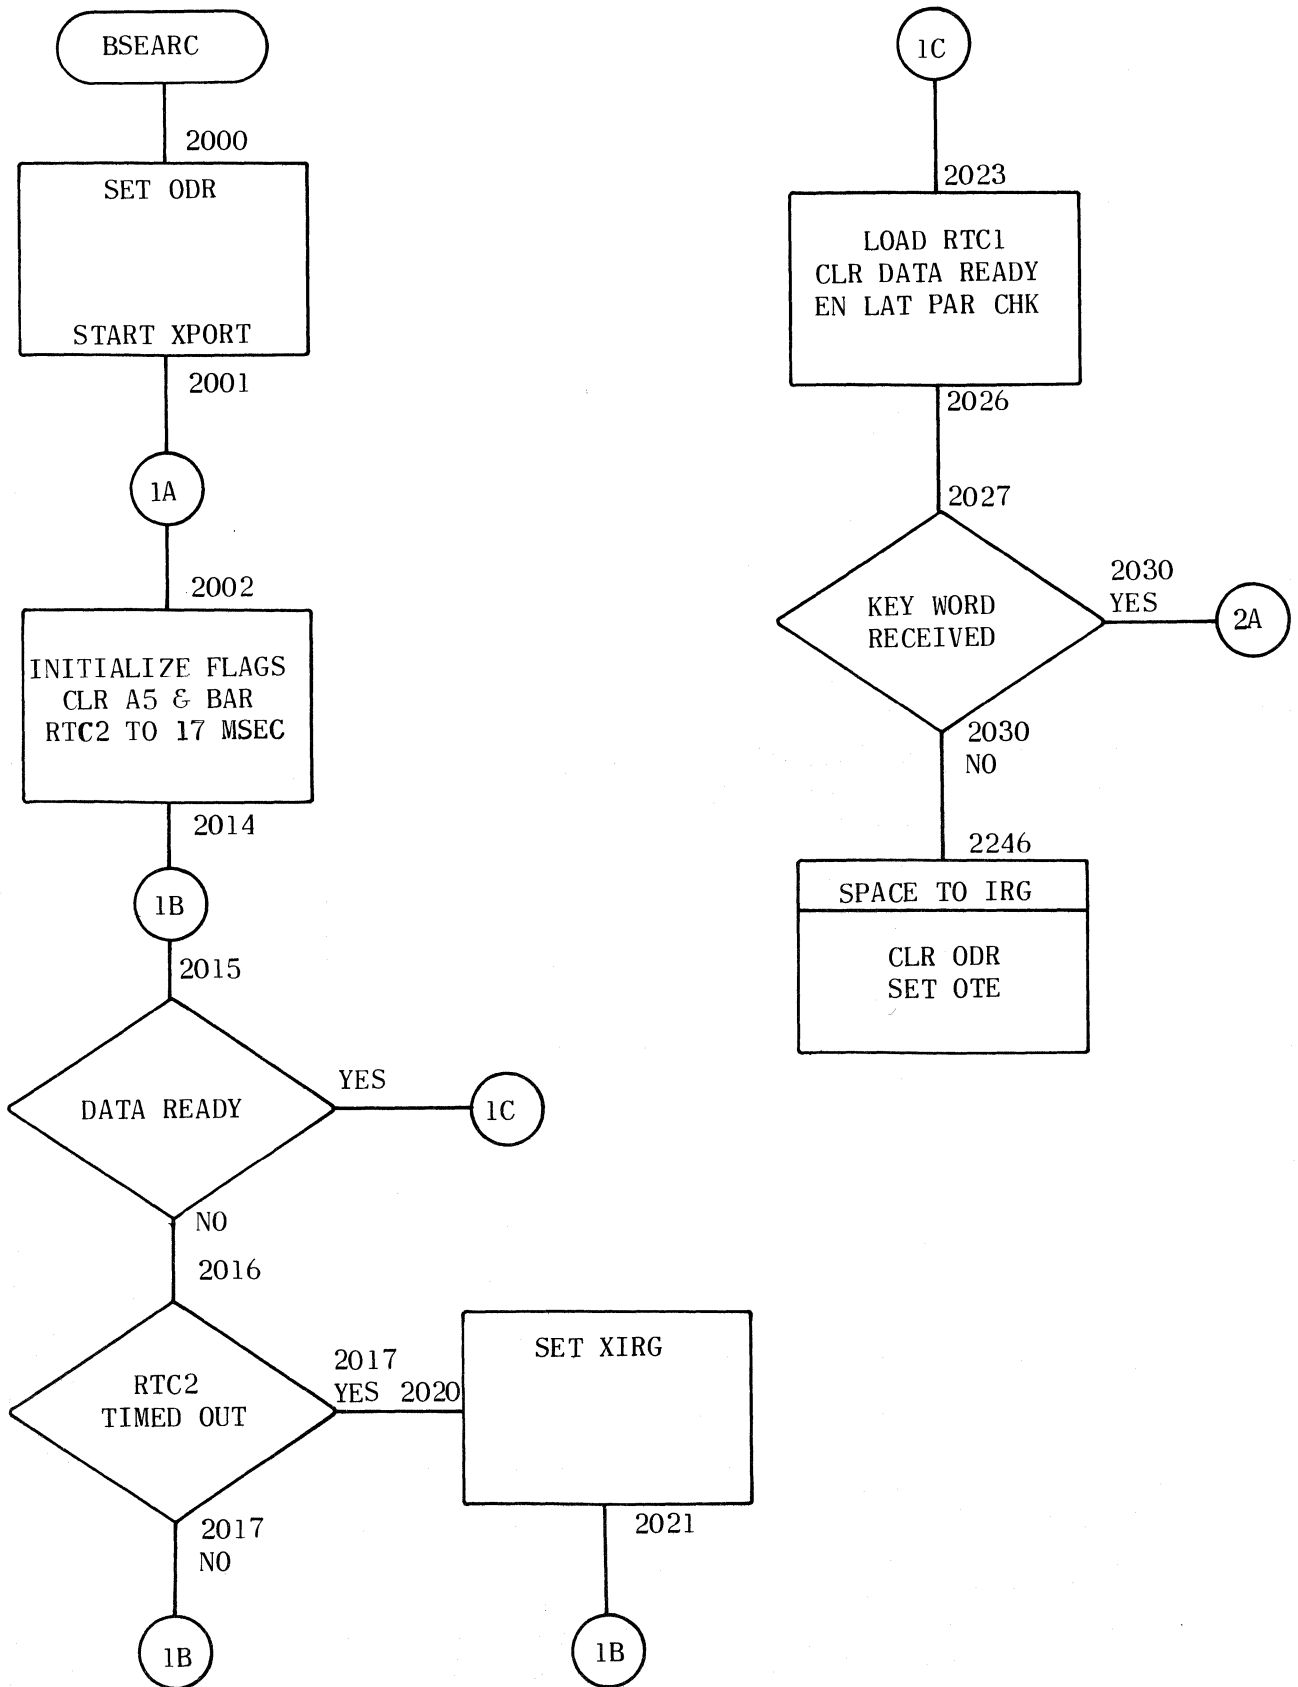 BSEARC
2000
SET ODR
START XPORT
2001
1A
2002
INITIALIZE FLAGS
CLR A5 & BAR
RTC2 TO 17 MSEC
2014
1B
2015
DATA READY
YES
1C
NO
2016
RTC2
TIMED OUT
2017
YES 2020
SET XIRG
2021
1B
2017
NO
1B
1C
2023
LOAD RTC1
CLR DATA READY
EN LAT PAR CHK
2026
2027
KEY WORD
RECEIVED
2030
YES
2A
2030
NO
2246
SPACE TO IRG
CLR ODR
SET OTE